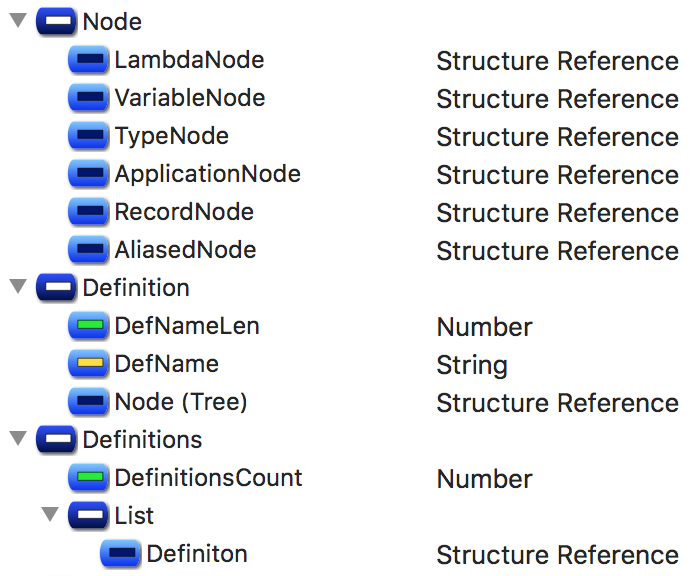 Node
LambdaNode Structure Reference
VariableNode Structure Reference
TypeNode Structure Reference
ApplicationNode Structure Reference
RecordNode Structure Reference
AliasedNode Structure Reference
Definition
DefNameLen Number
DefName String
Node (Tree) Structure Reference
Definitions
DefinitionsCount Number
List
Definiton Structure Reference